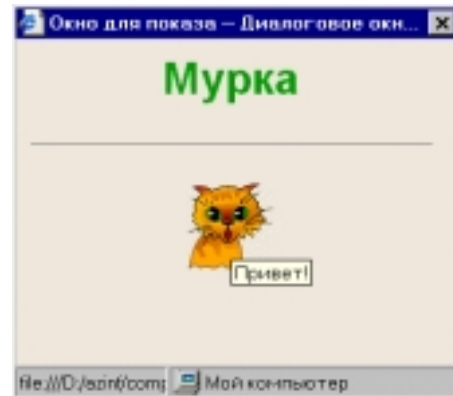 Окно для показа — Диалоговое окн...
Мурка
Привет!
file:///D:/azint/comp
Мой компьютер